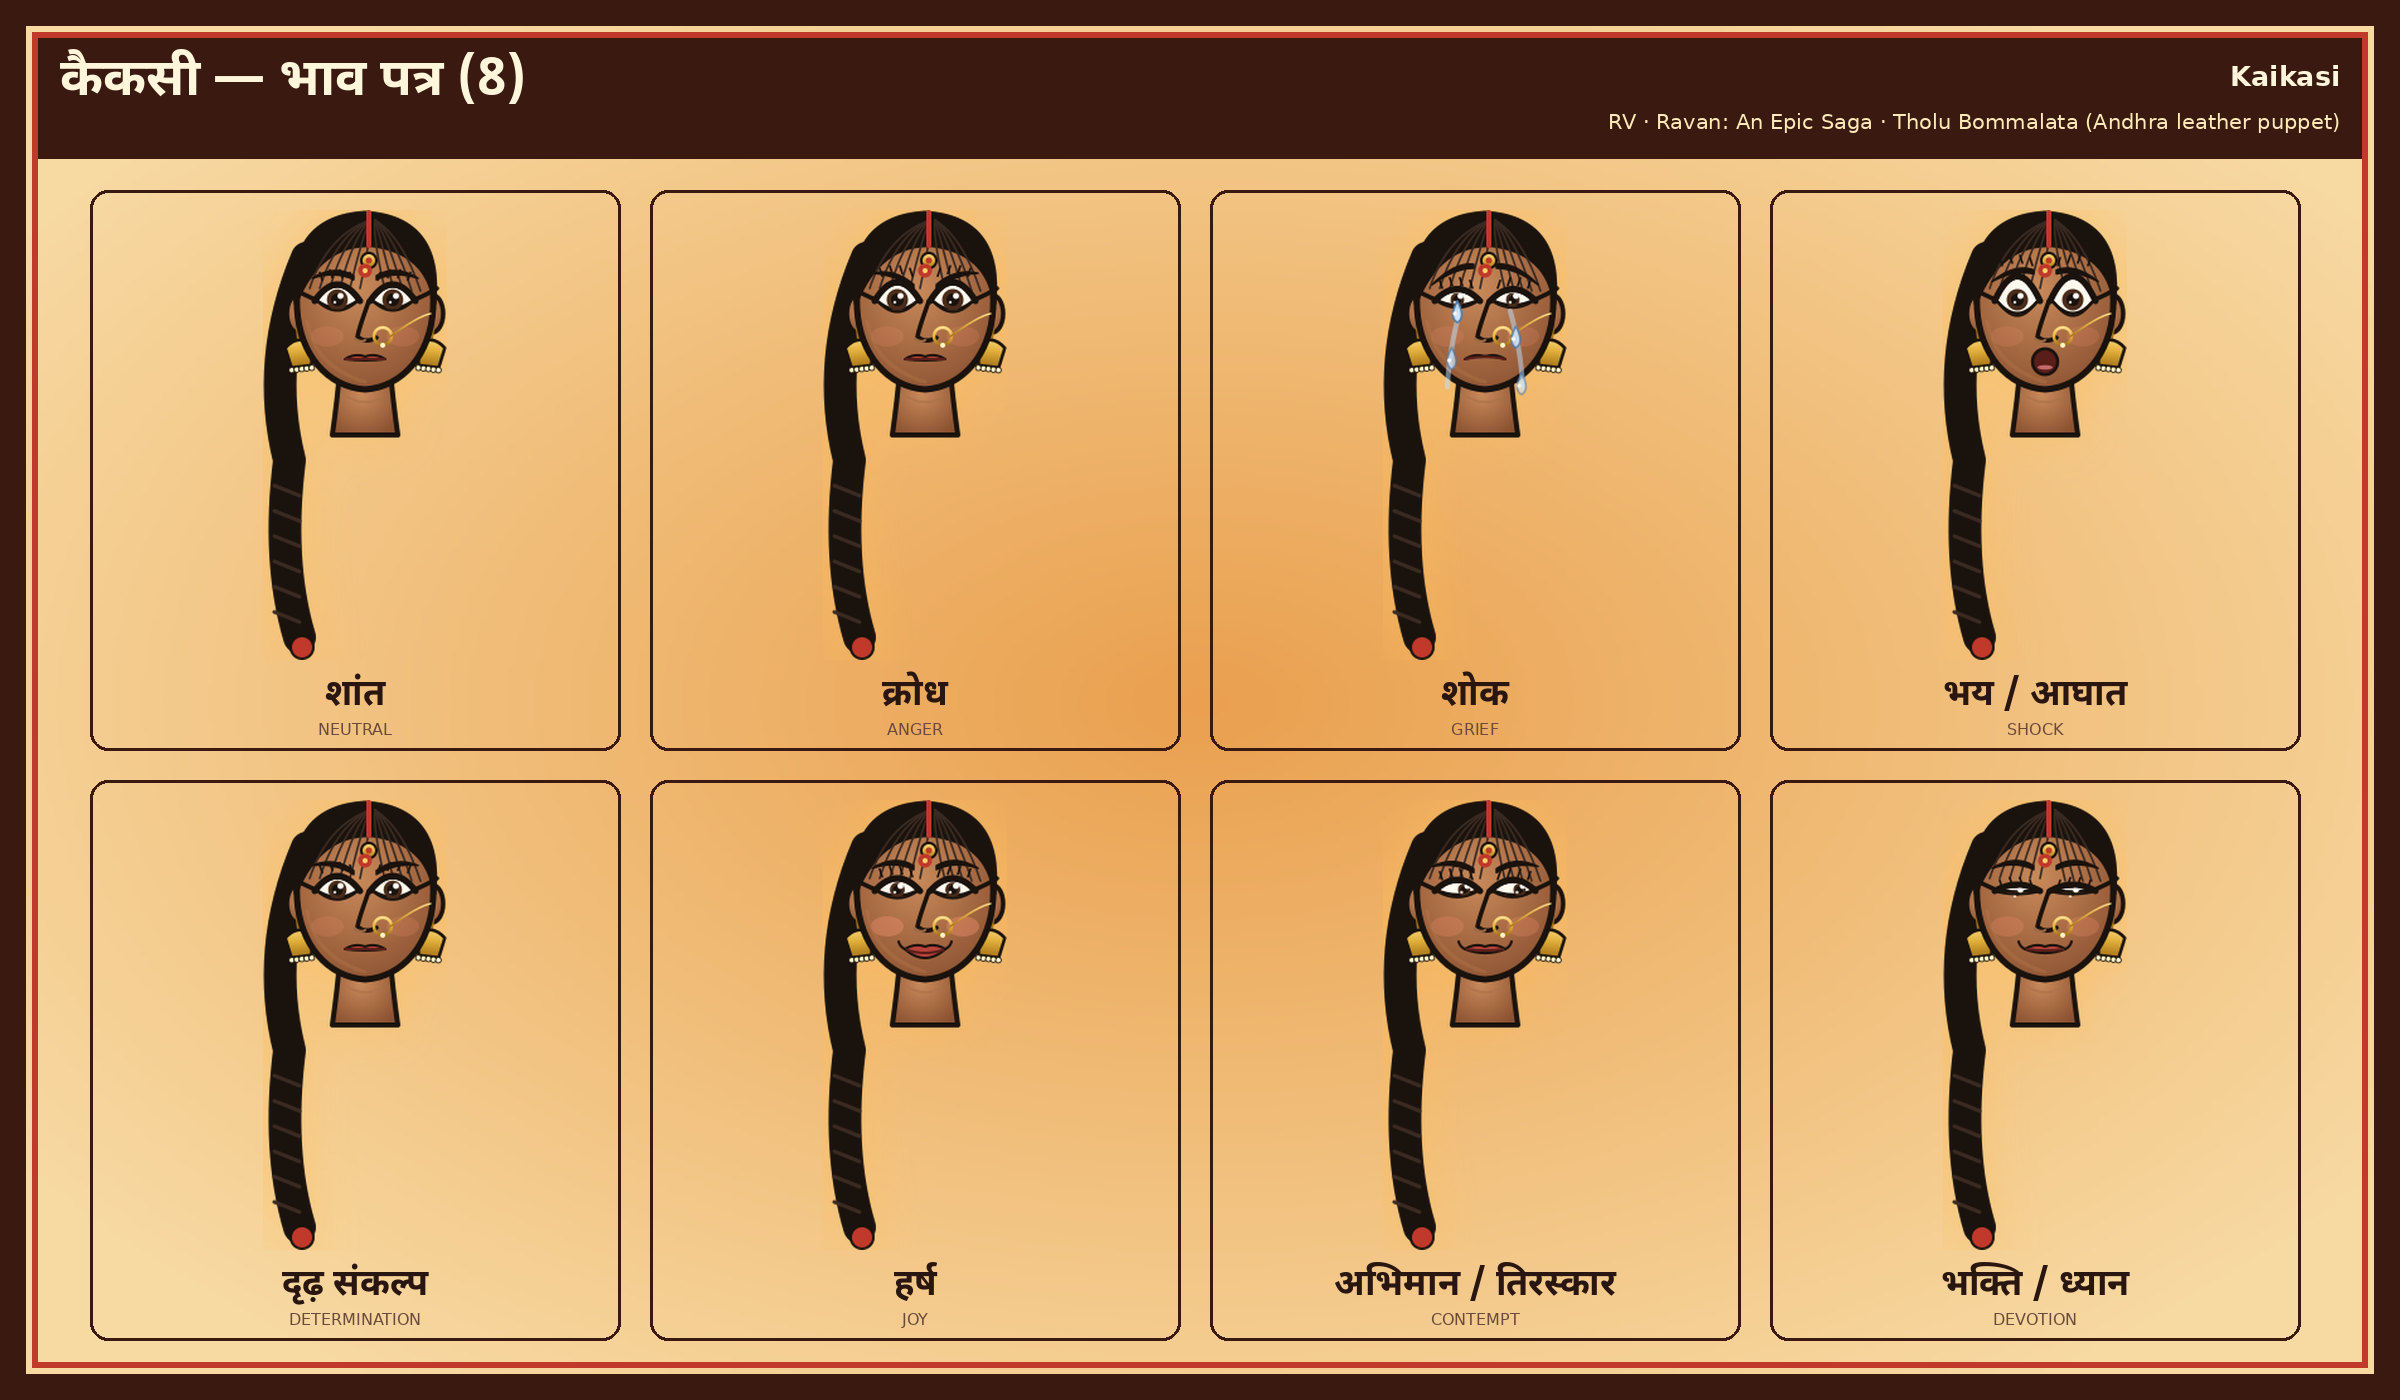 कैकसी — भाव पत्र (8)
Kaikasi
RV · Ravan: An Epic Saga · Tholu Bommalata (Andhra leather puppet)
शांत
NEUTRAL
क्रोध
ANGER
शोक
GRIEF
भय / आघात
SHOCK
दृढ़ संकल्प
DETERMINATION
हर्ष
JOY
अभिमान / तिरस्कार
CONTEMPT
भक्ति / ध्यान
DEVOTION